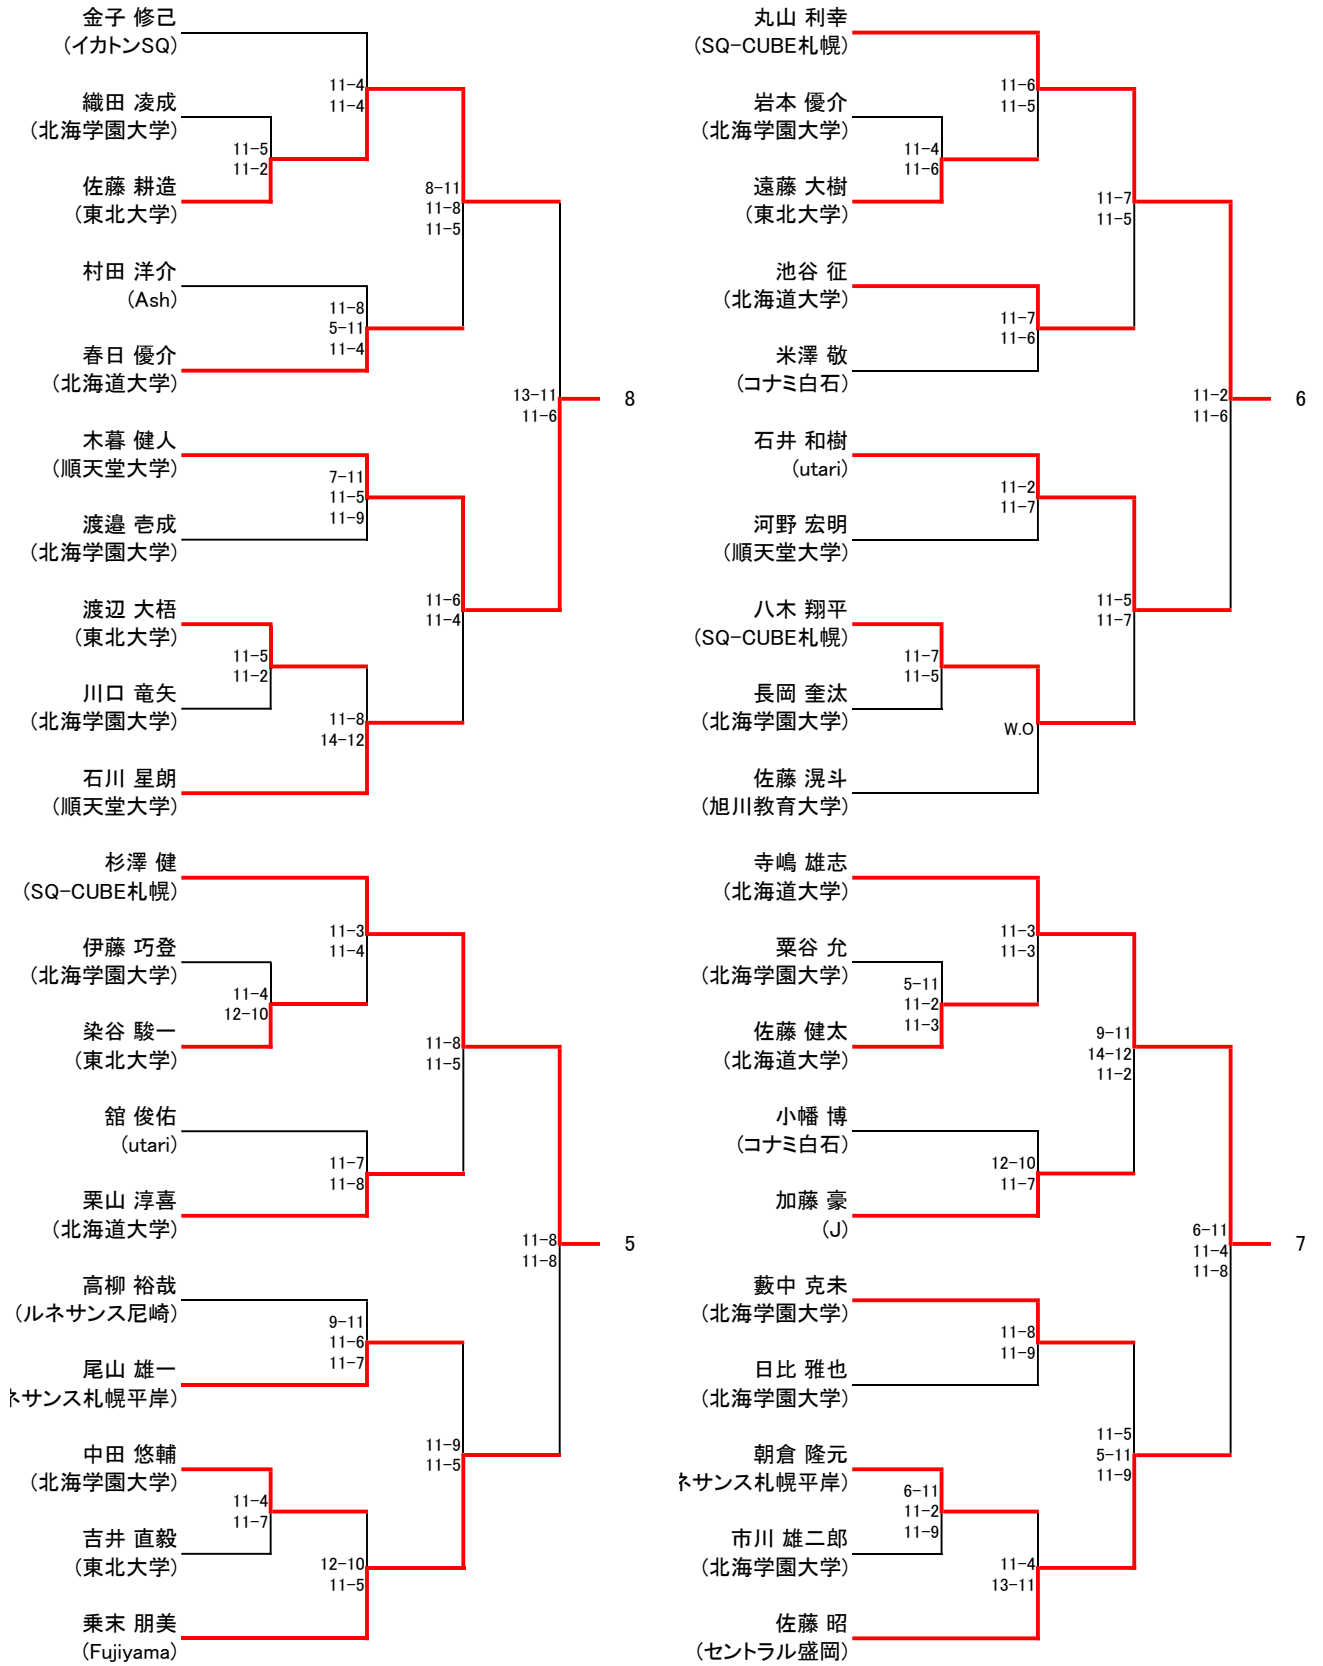 金子 修己
(イカトンSQ)
11-4
11-4
織田 凌成
(北海学園大学)
11-5
11-2
佐藤 耕造
(東北大学)
8-11
11-8
11-5
村田 洋介
(Ash)
11-8
5-11
11-4
春日 優介
(北海道大学)
13-11
11-6
8
木暮 健人
(順天堂大学)
7-11
11-5
11-9
渡邉 壱成
(北海学園大学)
11-6
11-4
渡辺 大梧
(東北大学)
11-5
11-2
川口 竜矢
(北海学園大学)
11-8
14-12
石川 星朗
(順天堂大学)
杉澤 健
(SQ-CUBE札幌)
11-3
11-4
伊藤 巧登
(北海学園大学)
11-4
12-10
染谷 駿一
(東北大学)
11-8
11-5
舘 俊佑
(utari)
11-7
11-8
栗山 淳喜
(北海道大学)
11-8
11-8
5
高柳 裕哉
(ルネサンス尼崎)
9-11
11-6
11-7
尾山 雄一
ネサンス札幌平岸)
11-9
11-5
中田 悠輔
(北海学園大学)
11-4
11-7
吉井 直毅
(東北大学)
12-10
11-5
乗末 朋美
(Fujiyama)
丸山 利幸
(SQ-CUBE札幌)
11-6
11-5
岩本 優介
(北海学園大学)
11-4
11-6
遠藤 大樹
(東北大学)
11-7
11-5
池谷 征
(北海道大学)
11-7
11-6
米澤 敬
(コナミ白石)
11-2
11-6
6
石井 和樹
(utari)
11-2
11-7
河野 宏明
(順天堂大学)
11-5
11-7
八木 翔平
(SQ-CUBE札幌)
11-7
11-5
長岡 奎汰
(北海学園大学)
W.O
佐藤 滉斗
(旭川教育大学)
寺嶋 雄志
(北海道大学)
11-3
11-3
粟谷 允
(北海学園大学)
5-11
11-2
11-3
佐藤 健太
(北海道大学)
9-11
14-12
11-2
小幡 博
(コナミ白石)
12-10
11-7
加藤 豪
(J)
6-11
11-4
11-8
7
藪中 克未
(北海学園大学)
11-8
11-9
日比 雅也
(北海学園大学)
11-5
5-11
11-9
朝倉 隆元
ネサンス札幌平岸)
6-11
11-2
11-9
市川 雄二郎
(北海学園大学)
11-4
13-11
佐藤 昭
(セントラル盛岡)